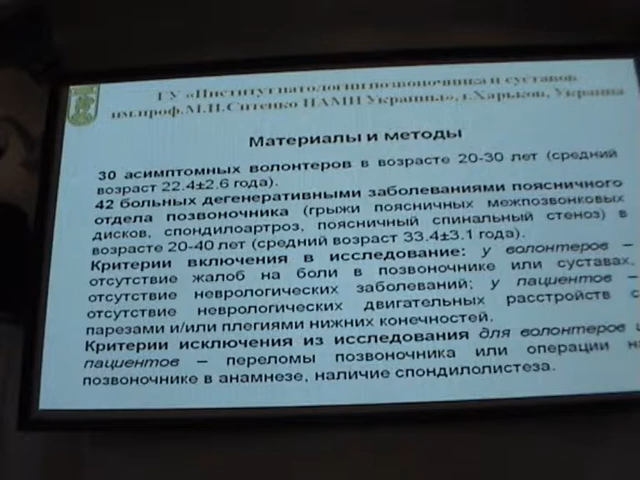 ГУ «Институт патологии позвоночника и суставов
им.проф.М.И.Ситенко НАМН Украины», г.Харьков, Украина
Материалы и методы
30 асимптомных волонтеров в возрасте 20-30 лет (средний
возраст 22.4±2.6 года).
42 больных дегенеративными заболеваниями поясничного
отдела позвоночника (грыжи поясничных межпозвонковых
дисков, спондилоартроз, поясничный спинальный стеноз) в
возрасте 20-40 лет (средний возраст 33.4±3.1 года).
Критерии включения в исследование: у волонтеров –
отсутствие жалоб на боли в позвоночнике или суставах,
отсутствие неврологических заболеваний; у пациентов –
отсутствие неврологических двигательных расстройств с
парезами и/или плегиями нижних конечностей.
Критерии исключения из исследования для волонтеров и
пациентов – переломы позвоночника или операции на
позвоночнике в анамнезе, наличие спондилолистеза.